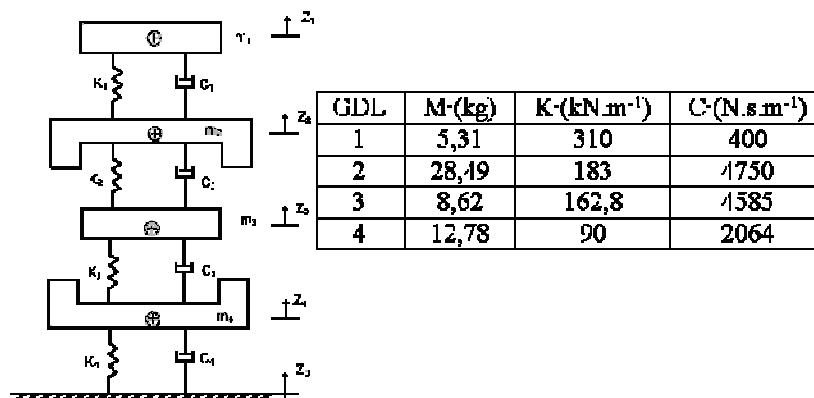 Z₁
m₁
K₁ C₁
Z₂
m₂
K₂ C₂
Z₃
m₃
K₃ C₃
Z₄
m₄
K₄ C₄
GDL M·(kg) K·(kN.m⁻¹) C·(N.s.m⁻¹)
1 5,31 310 400
2 28,49 183 4750
3 8,62 162,8 4585
4 12,78 90 2064